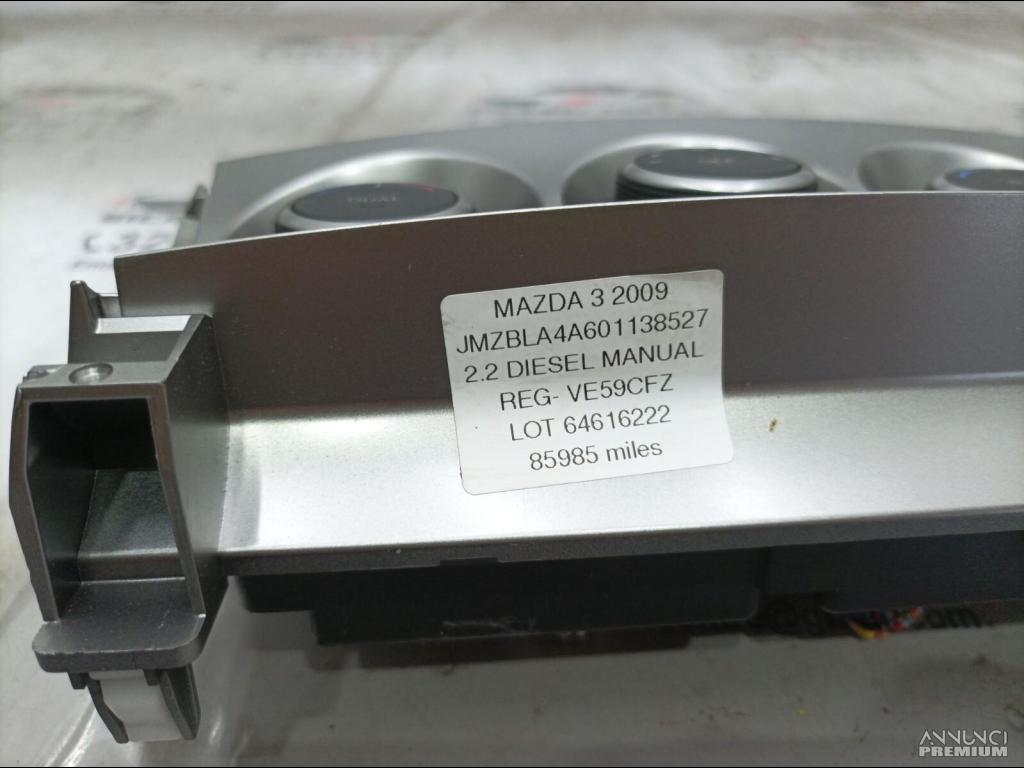 MAZDA 3 2009
JMZBLA4A601138527
2.2 DIESEL MANUAL
REG- VE59CFZ
LOT 64616222
85985 miles
ANNUNCI
PREMIUM